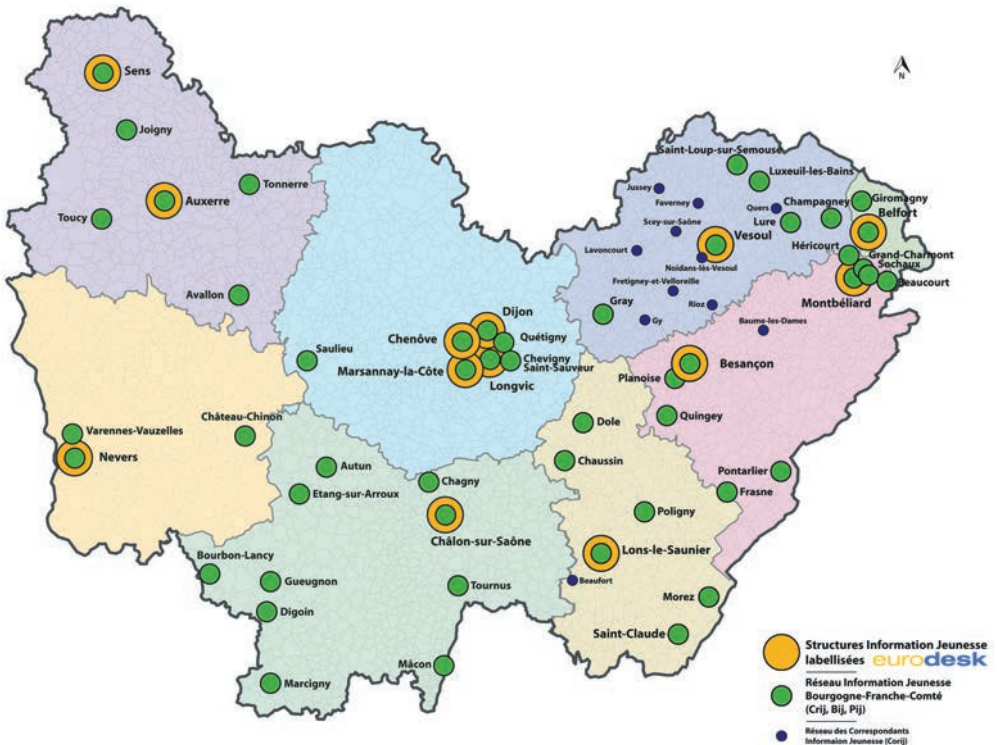 N
Sens
Joigny
Tonnerre
Auxerre
Toucy
Avallon
Saint-Loup-sur-Semouse
Luxeuil-les-Bains
Jussey
Faverney
Quers
Champagney
Giromagny
Belfort
Lure
Scey-sur-Saône
Vesoul
Lavoncourt
Noidans-lès-Vesoul
Héricourt
Grand-Charmont
Sochaux
Beaucourt
Montbéliard
Fretigney-et-Velloreille
Gray
Rioz
Gy
Baume-les-Dames
Dijon
Chenôve
Quétigny
Chevigny
Saint-Sauveur
Marsannay-la-Côte
Longvic
Saulieu
Besançon
Planoise
Quingey
Château-Chinon
Varennes-Vauzelles
Nevers
Dole
Chaussin
Autun
Chagny
Etang-sur-Arroux
Pontarlier
Frasne
Poligny
Châlon-sur-Saône
Lons-le-Saunier
Bourbon-Lancy
Gueugnon
Tournus
Beaufort
Digoin
Morez
Saint-Claude
Mâcon
Marcigny
Structures Information Jeunesse
labellisées eurodesk
Réseau Information Jeunesse
Bourgogne-Franche-Comté
(Crij, Bij, Pij)
Réseau des Correspondants
Informaion Jeunesse (Corij)